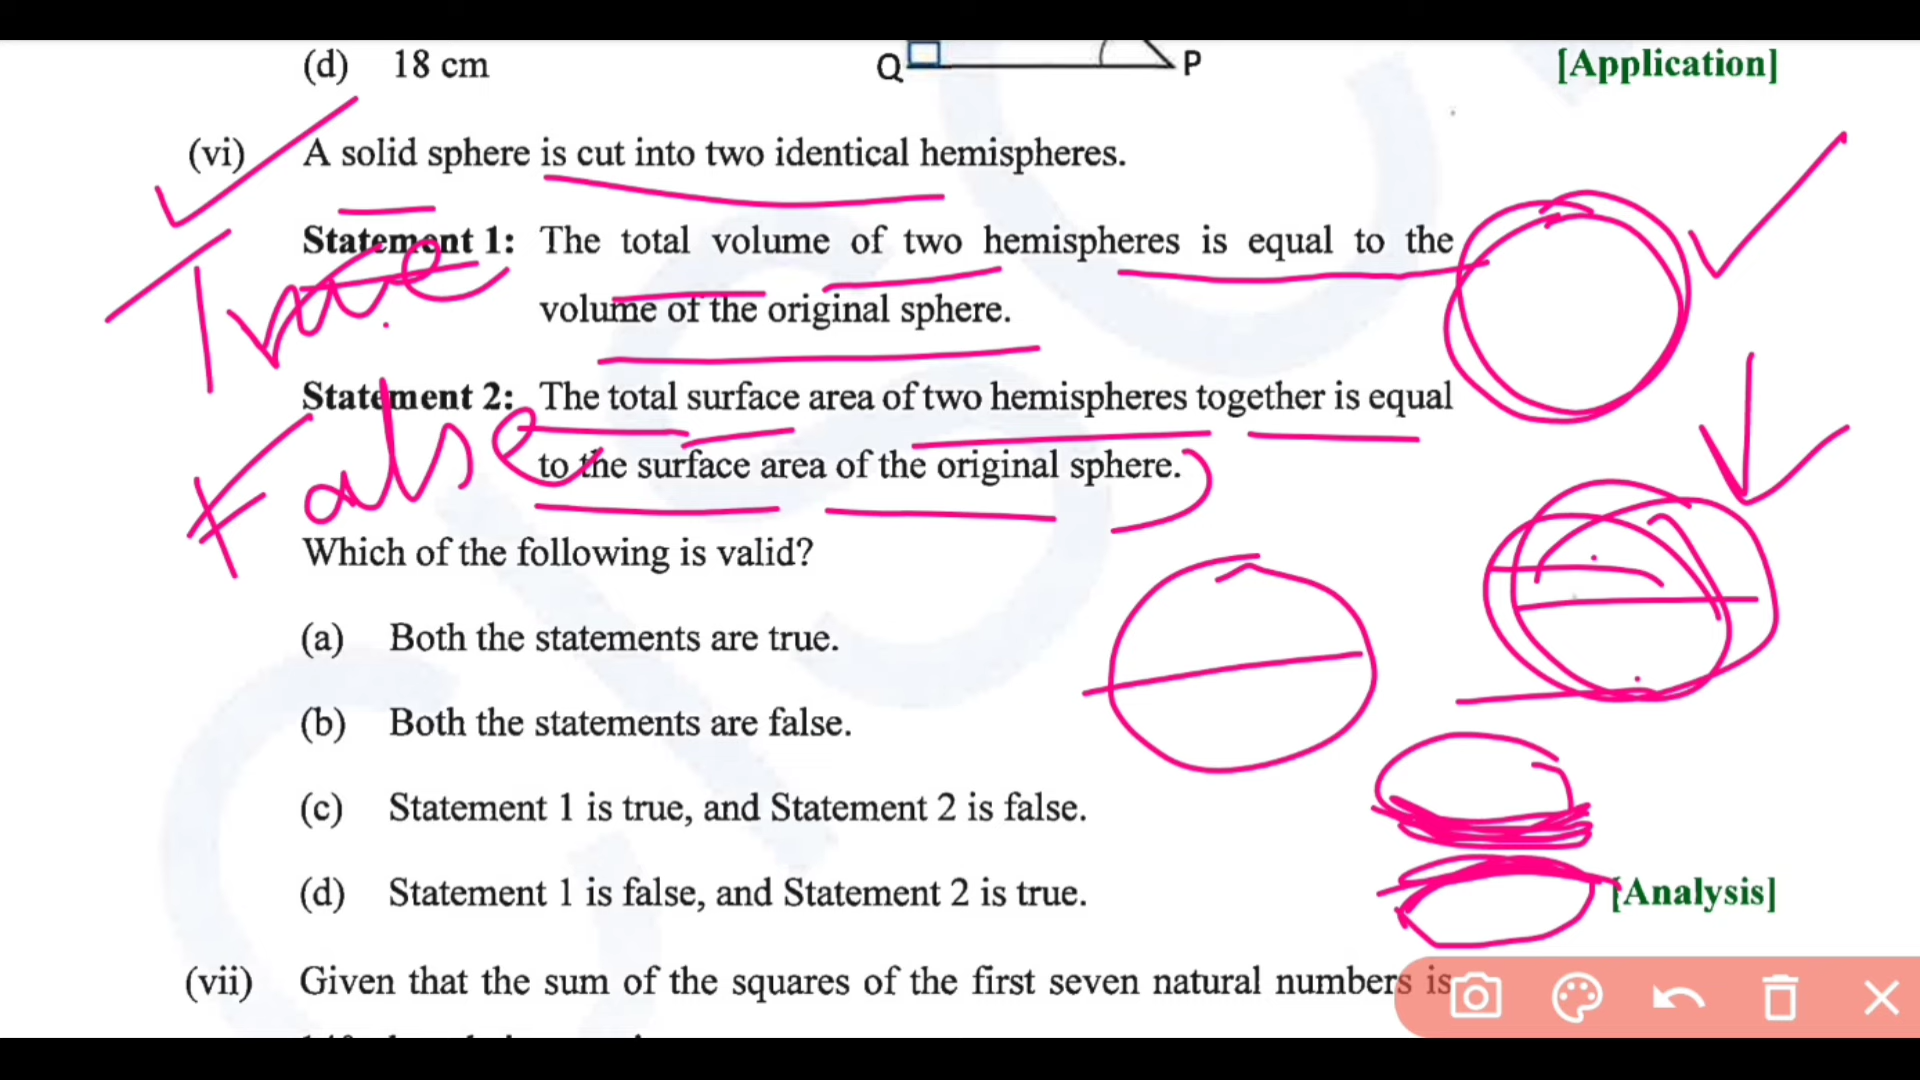 (d) 18 cm
Q P
[Application]
(vi) A solid sphere is cut into two identical hemispheres.
Statement 1: The total volume of two hemispheres is equal to the
volume of the original sphere.
True
Statement 2: The total surface area of two hemispheres together is equal
to the surface area of the original sphere.
False
Which of the following is valid?
(a) Both the statements are true.
(b) Both the statements are false.
(c) Statement 1 is true, and Statement 2 is false.
(d) Statement 1 is false, and Statement 2 is true.
[Analysis]
(vii) Given that the sum of the squares of the first seven natural numbers is